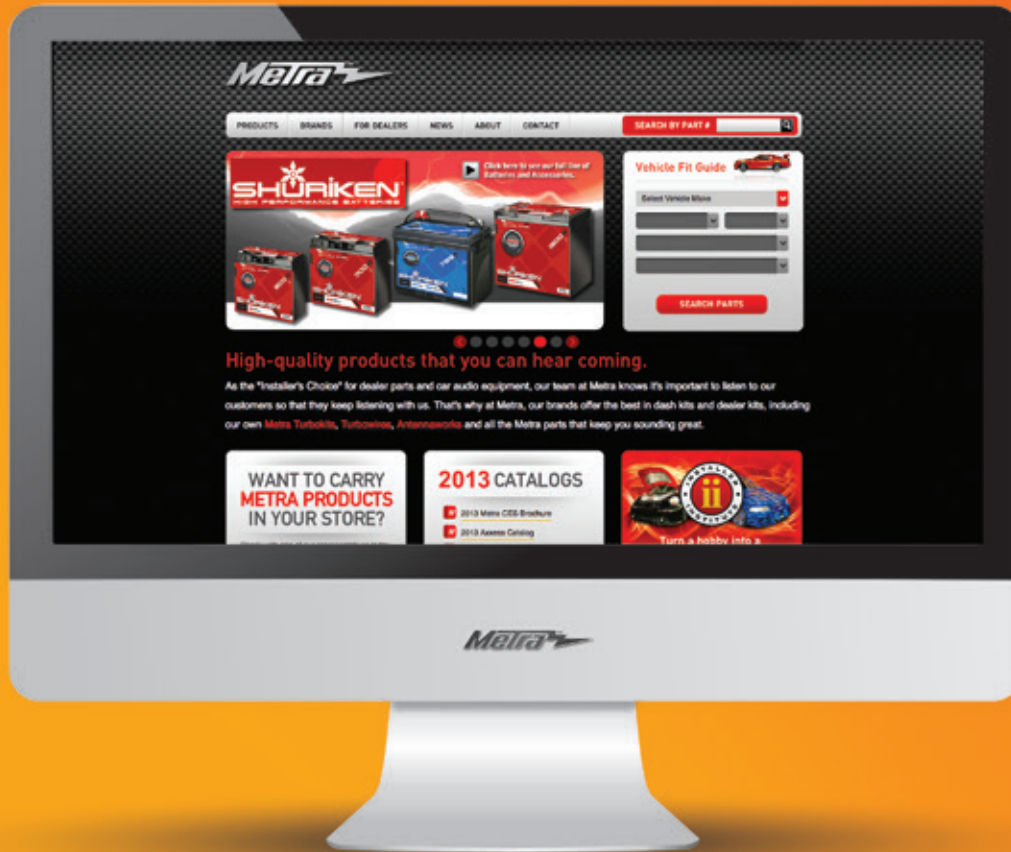 Metra
PRODUCTS BRANDS FOR DEALERS NEWS ABOUT CONTACT
SEARCH BY PART #
SHURIKEN
HIGH PERFORMANCE BATTERIES
Click here to see our full line of
Batteries and Accessories.
Vehicle Fit Guide
Select Vehicle Make
SEARCH PARTS
High-quality products that you can hear coming.
As the "Installer's Choice" for dealer parts and car audio equipment, our team at Metra knows it's important to listen to our
customers so that they keep listening with us. That's why at Metra, our brands offer the best in dash kits and dealer kits, including
our own Metra Turbokits, Turbowires, Antennaworks and all the Metra parts that keep you sounding great.
WANT TO CARRY
METRA PRODUCTS
IN YOUR STORE?
2013 CATALOGS
2013 Metra CES Brochure
2013 Axxess Catalog
INSTALLER
INSTITUTE
ii
Turn a hobby into a
Metra